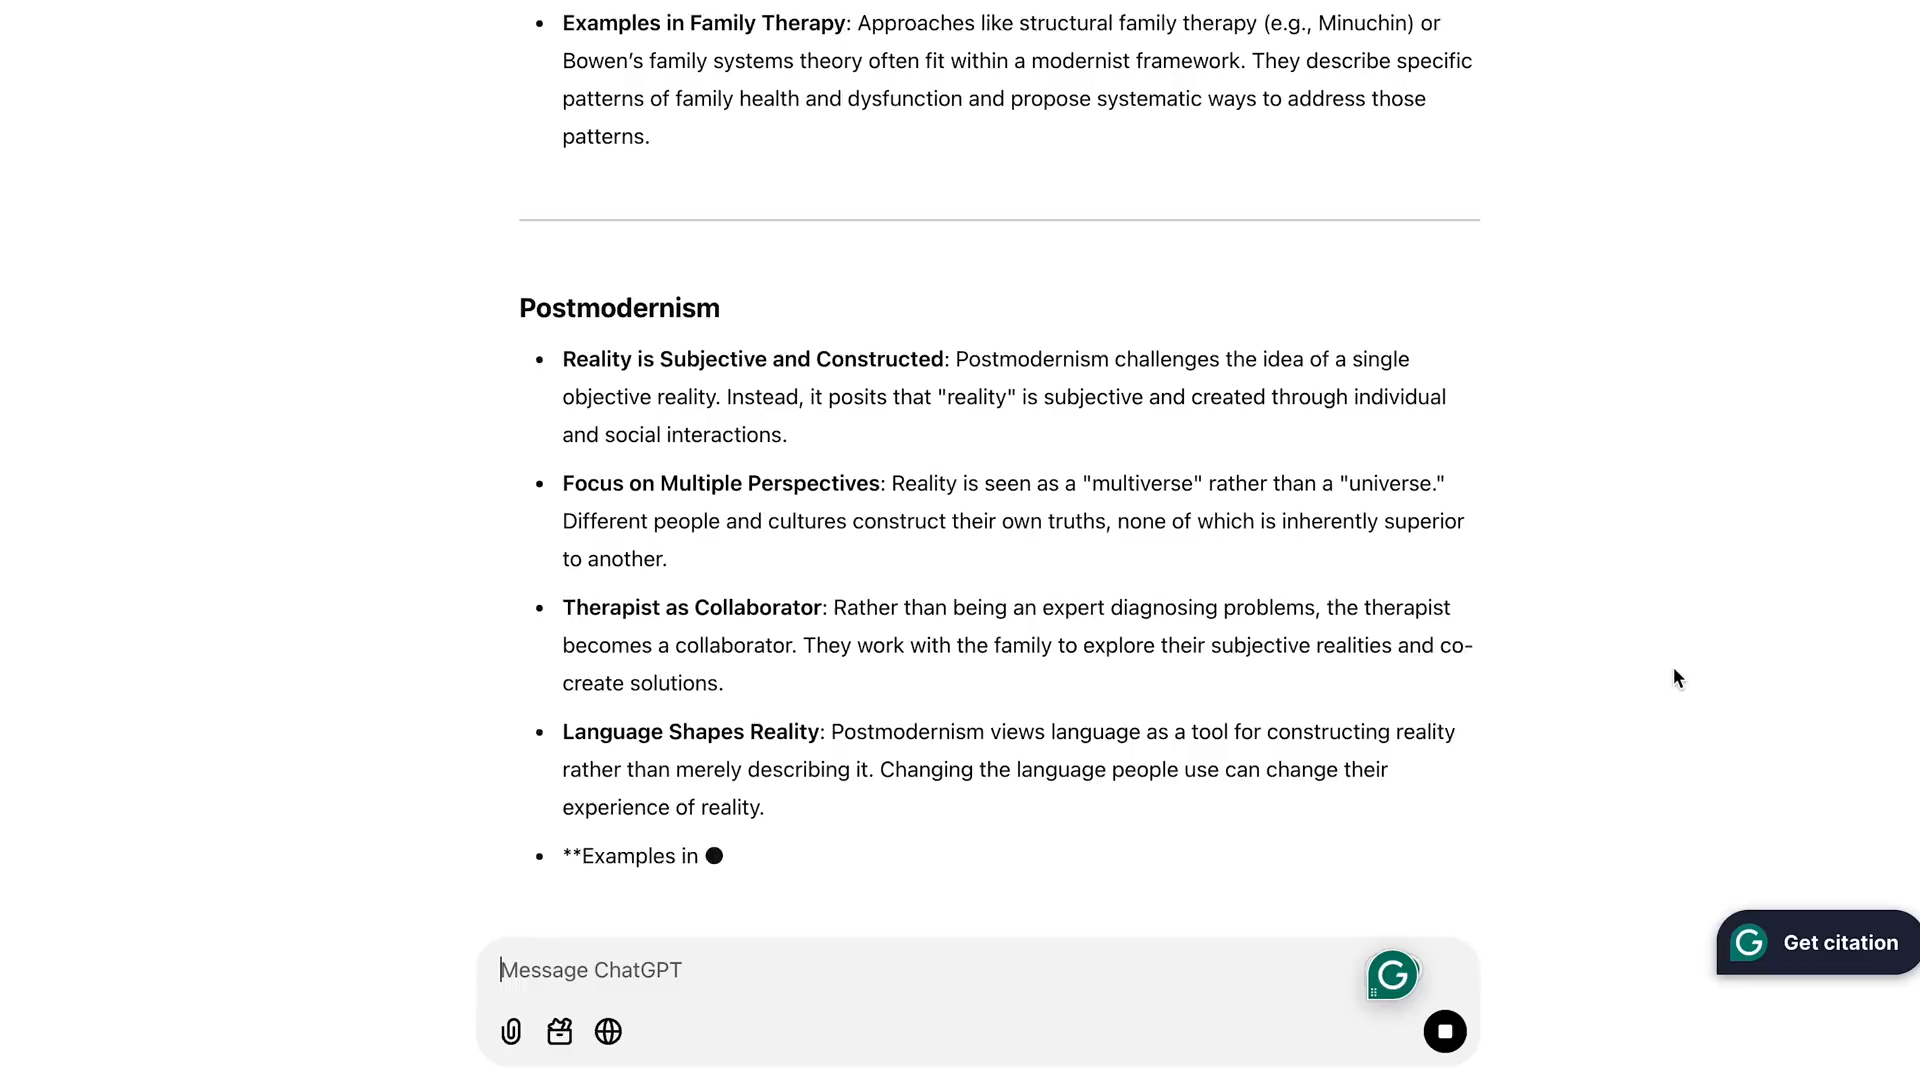 • Examples in Family Therapy: Approaches like structural family therapy (e.g., Minuchin) or
Bowen’s family systems theory often fit within a modernist framework. They describe specific
patterns of family health and dysfunction and propose systematic ways to address those
patterns.
Postmodernism
• Reality is Subjective and Constructed: Postmodernism challenges the idea of a single
objective reality. Instead, it posits that "reality" is subjective and created through individual
and social interactions.
• Focus on Multiple Perspectives: Reality is seen as a "multiverse" rather than a "universe."
Different people and cultures construct their own truths, none of which is inherently superior
to another.
• Therapist as Collaborator: Rather than being an expert diagnosing problems, the therapist
becomes a collaborator. They work with the family to explore their subjective realities and co-
create solutions.
• Language Shapes Reality: Postmodernism views language as a tool for constructing reality
rather than merely describing it. Changing the language people use can change their
experience of reality.
• **Examples in
Get citation
Message ChatGPT